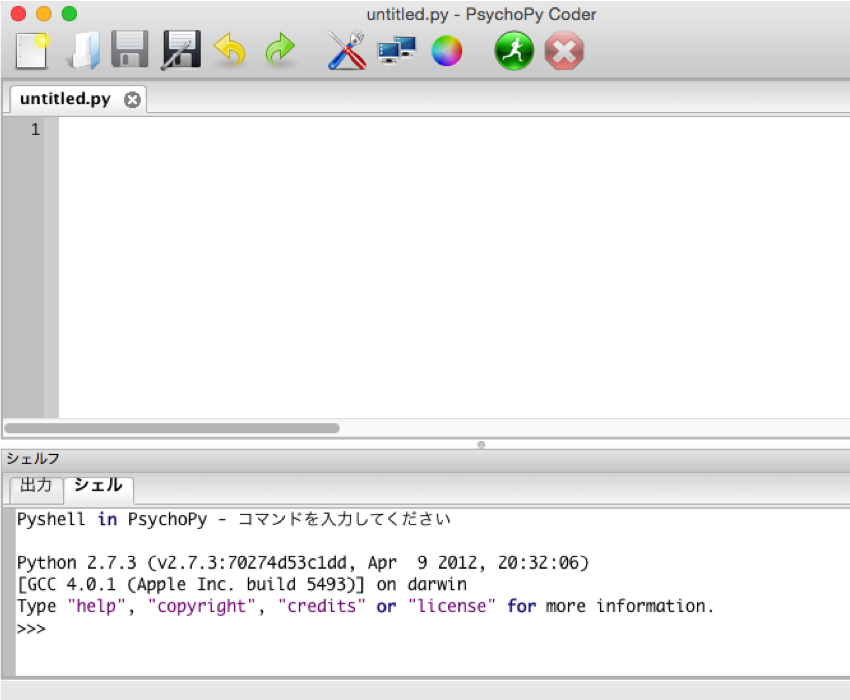 untitled.py - PsychoPy Coder
untitled.py
1
シェルフ
出力 シェル
Pyshell in PsychoPy - コマンドを入力してください
Python 2.7.3 (v2.7.3:70274d53c1dd, Apr  9 2012, 20:32:06)
[GCC 4.0.1 (Apple Inc. build 5493)] on darwin
Type "help", "copyright", "credits" or "license" for more information.
>>>